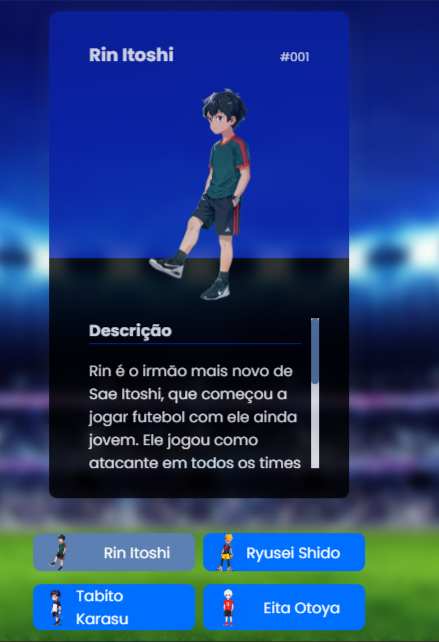 Rin Itoshi
#001
Descrição
Rin é o irmão mais novo de
Sae Itoshi, que começou a
jogar futebol com ele ainda
jovem. Ele jogou como
atacante em todos os times
Rin Itoshi
Ryusei Shido
Tabito
Karasu
Eita Otoya